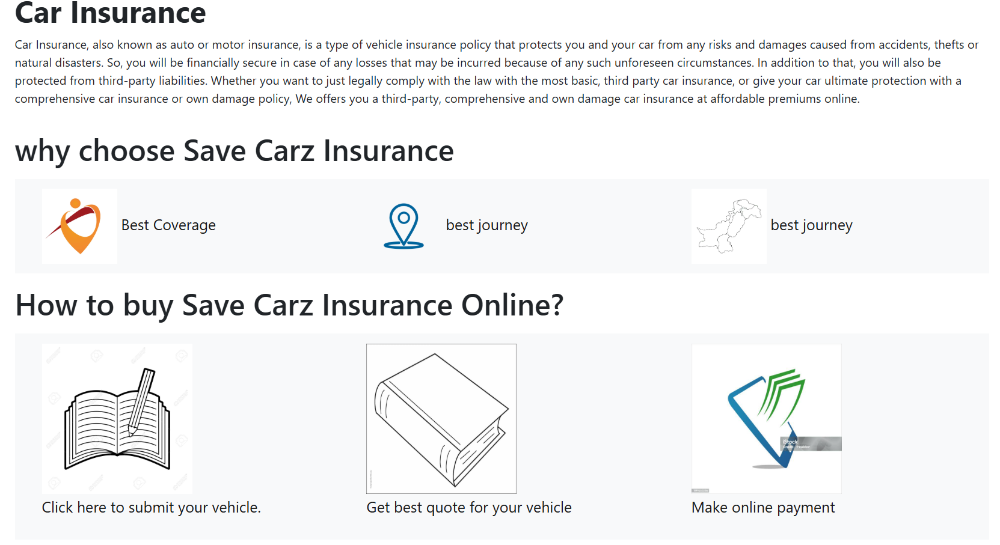 Car Insurance
Car Insurance, also known as auto or motor insurance, is a type of vehicle insurance policy that protects you and your car from any risks and damages caused from accidents, thefts or
natural disasters. So, you will be financially secure in case of any losses that may be incurred because of any such unforeseen circumstances. In addition to that, you will also be
protected from third-party liabilities. Whether you want to just legally comply with the law with the most basic, third party car insurance, or give your car ultimate protection with a
comprehensive car insurance or own damage policy, We offers you a third-party, comprehensive and own damage car insurance at affordable premiums online.
why choose Save Carz Insurance
Best Coverage
best journey
best journey
How to buy Save Carz Insurance Online?
iStock
Click here to submit your vehicle.
Get best quote for your vehicle
Make online payment